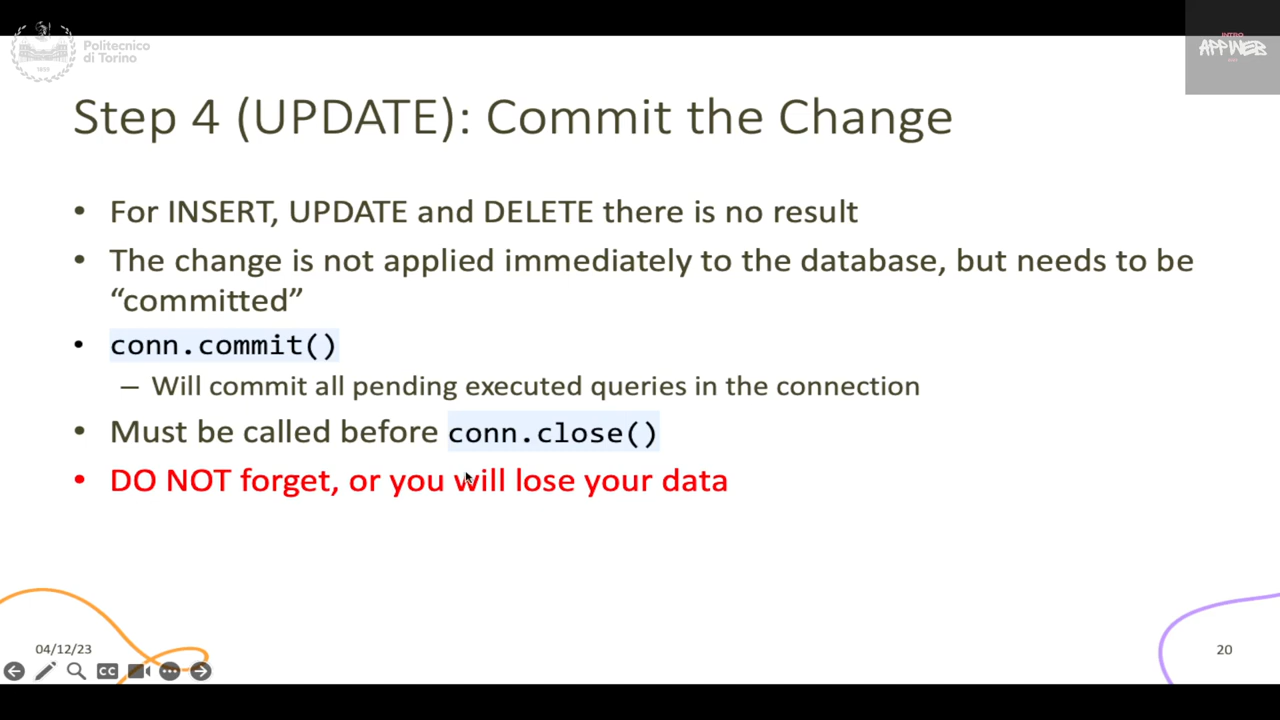 Politecnico
di Torino
INTRO
APPIWEB
Step 4 (UPDATE): Commit the Change
• For INSERT, UPDATE and DELETE there is no result
• The change is not applied immediately to the database, but needs to be
“committed”
• conn.commit()
– Will commit all pending executed queries in the connection
• Must be called before conn.close()
• DO NOT forget, or you will lose your data
04/12/23
20
CC